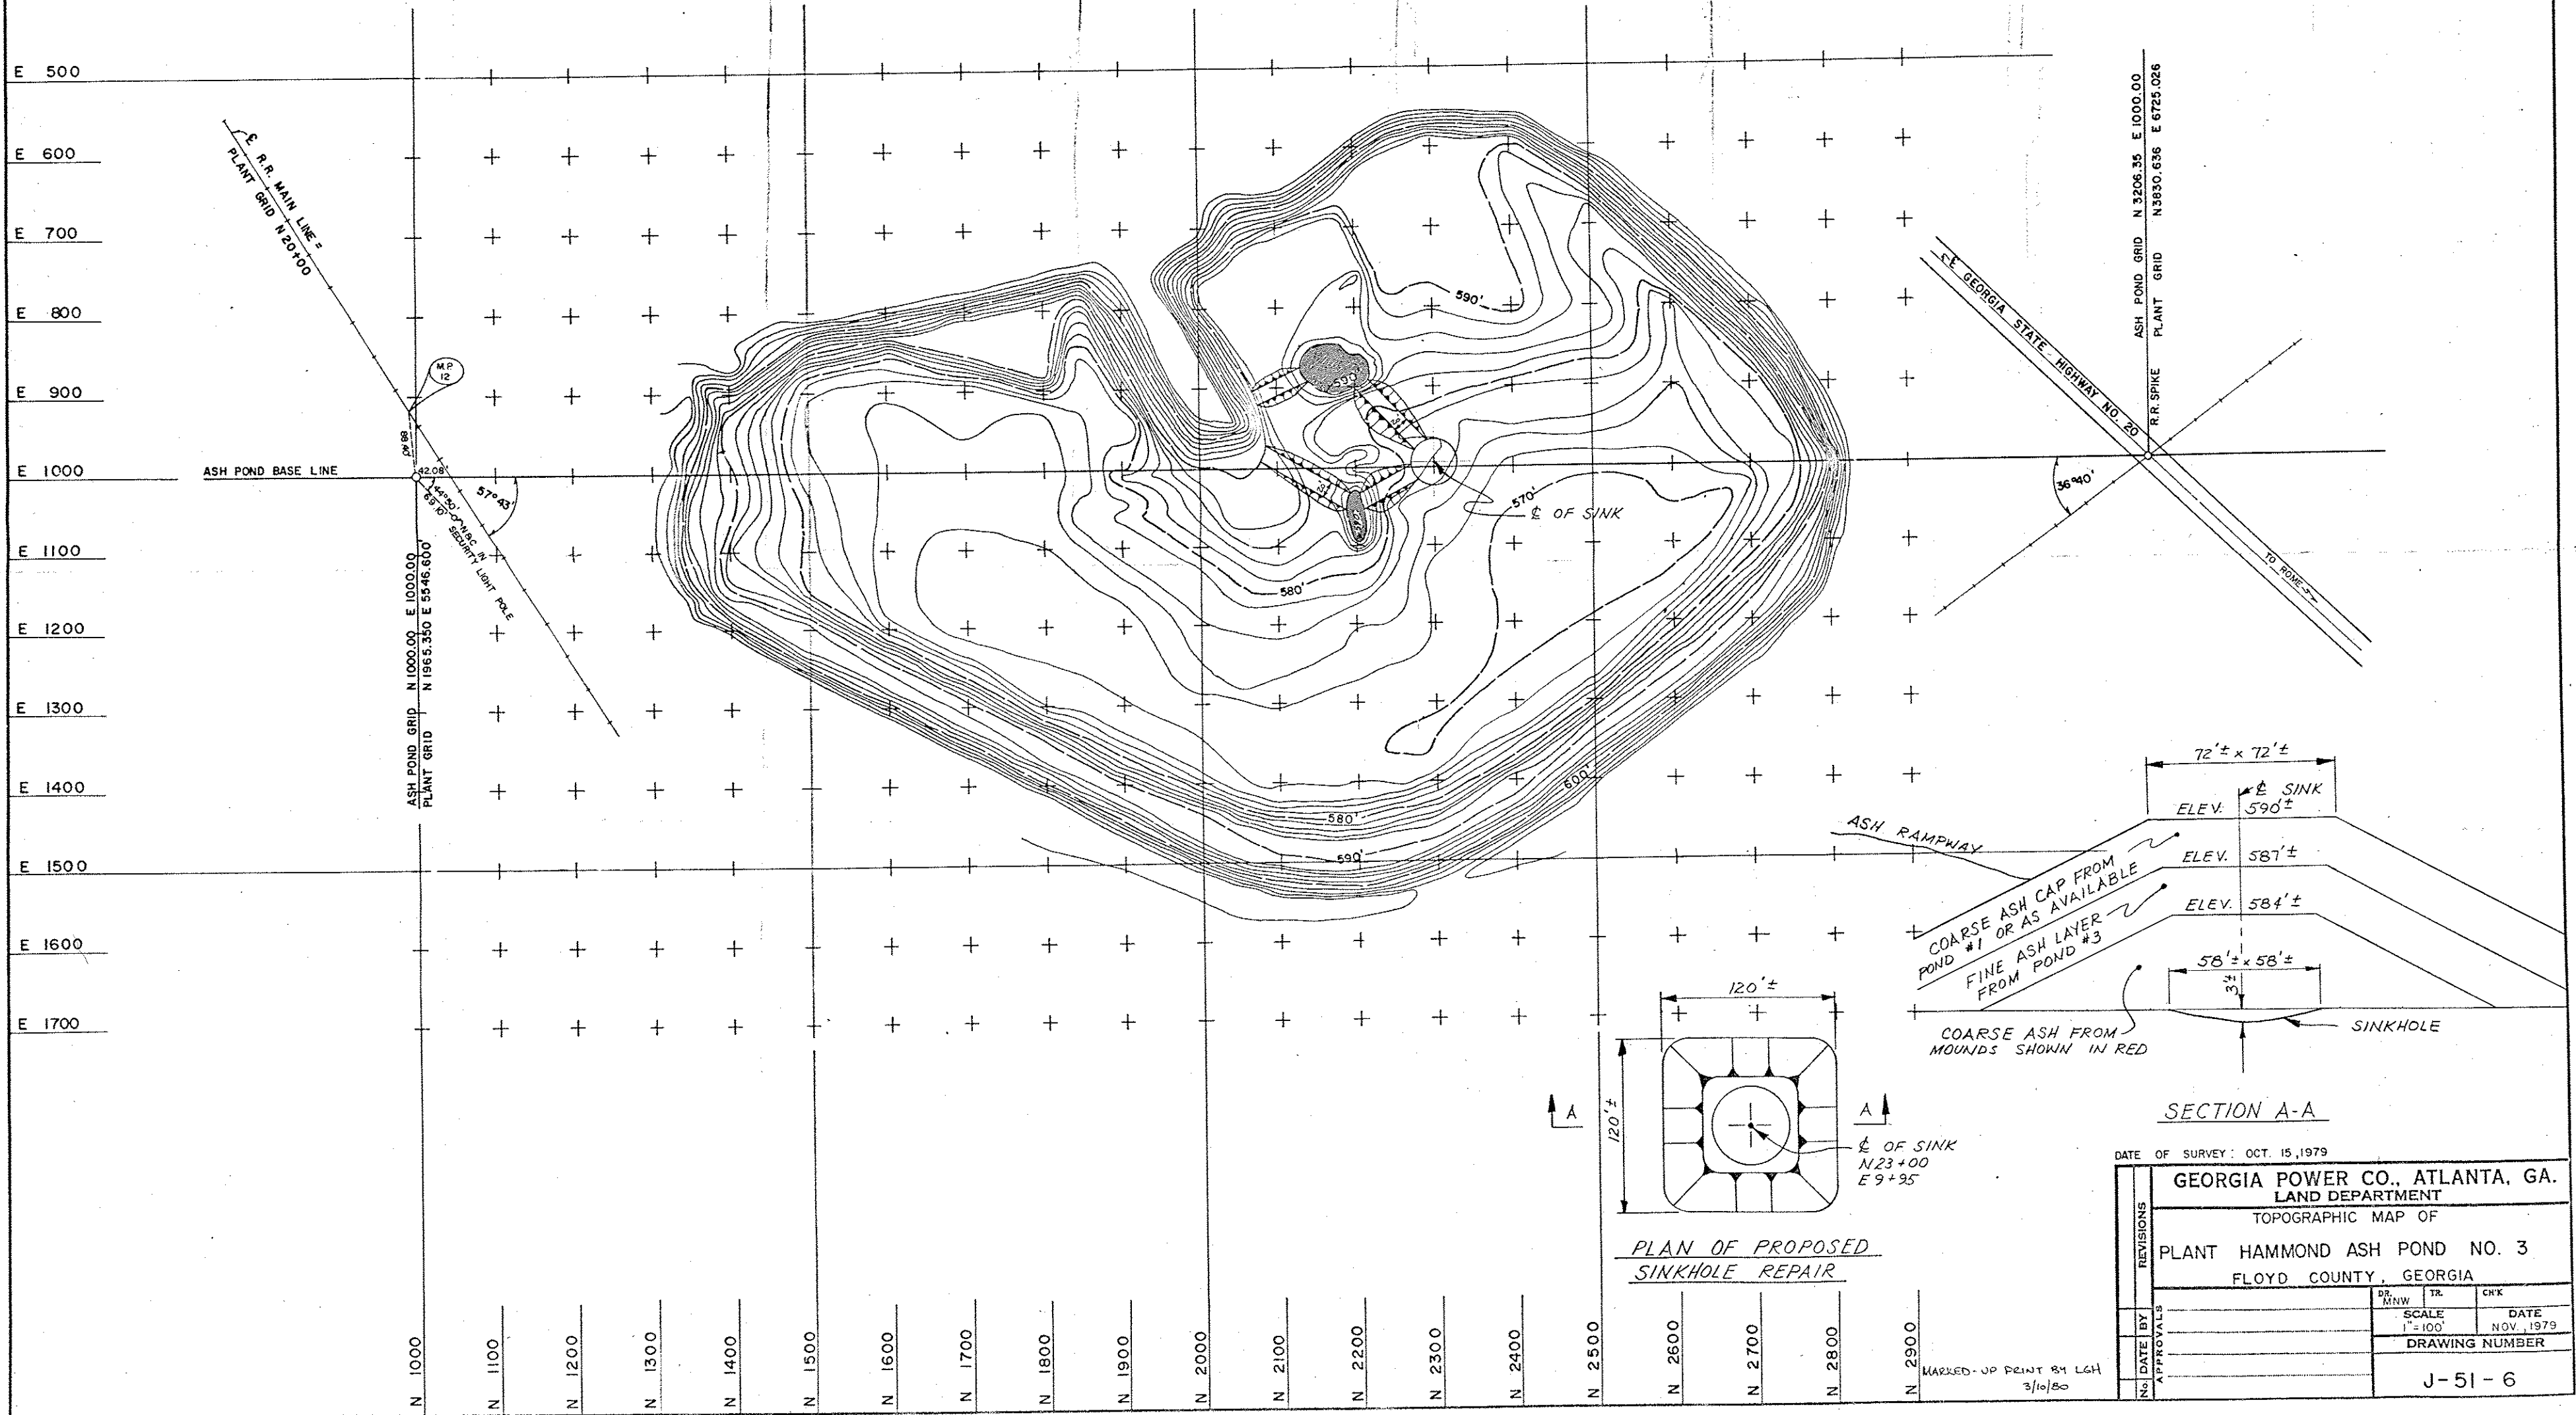 E 500
E 600
E 700
E 800
E 900
E 1000
E 1100
E 1200
E 1300
E 1400
E 1500
E 1600
E 1700
℄ R.R. MAIN LINE =
PLANT GRID N 20+00
M.P.
12
88.60'
ASH POND BASE LINE
42.08'
57°43'
44°50'
69.10'
SECURITY LIGHT POLE
ASH POND GRID N 1000.00 E 1000.00
PLANT GRID N 1965.350 E 5546.600'
590'
590'
570'
℄ OF SINK
580'
600'
580'
590'
℄ GEORGIA STATE HIGHWAY NO. 20
TO ROME
ASH POND GRID N 3206.35 E 1000.00
PLANT GRID N3830.636 E 6725.026
R.R. SPIKE
36°40'
72'± x 72'±
℄ SINK
ELEV. 590'±
ASH RAMPWAY
ELEV. 587'±
COARSE ASH CAP FROM
POND #1 OR AS AVAILABLE
ELEV. 584'±
FINE ASH LAYER
FROM POND #3
58'± x 58'±
3'±
SINKHOLE
COARSE ASH FROM
MOUNDS SHOWN IN RED
SECTION A-A
120'±
120'±
A
A
℄ OF SINK
N23+00
E9+95
PLAN OF PROPOSED
SINKHOLE REPAIR
N 1000
N 1100
N 1200
N 1300
N 1400
N 1500
N 1600
N 1700
N 1800
N 1900
N 2000
N 2100
N 2200
N 2300
N 2400
N 2500
N 2600
N 2700
N 2800
N 2900
MARKED-UP PRINT BY LGH
3/10/80
DATE OF SURVEY: OCT. 15, 1979
GEORGIA POWER CO., ATLANTA, GA.
LAND DEPARTMENT
TOPOGRAPHIC MAP OF
PLANT HAMMOND ASH POND NO. 3
FLOYD COUNTY, GEORGIA
DR. MNW TR. CH'K
SCALE
1"=100'
DATE
NOV., 1979
DRAWING NUMBER
J-51-6
REVISIONS
No. DATE BY
APPROVALS